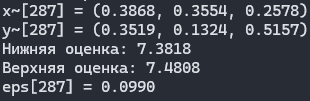 x~[287] = (0.3868, 0.3554, 0.2578)
y~[287] = (0.3519, 0.1324, 0.5157)
Нижняя оценка: 7.3818
Верхняя оценка: 7.4808
eps[287] = 0.0990